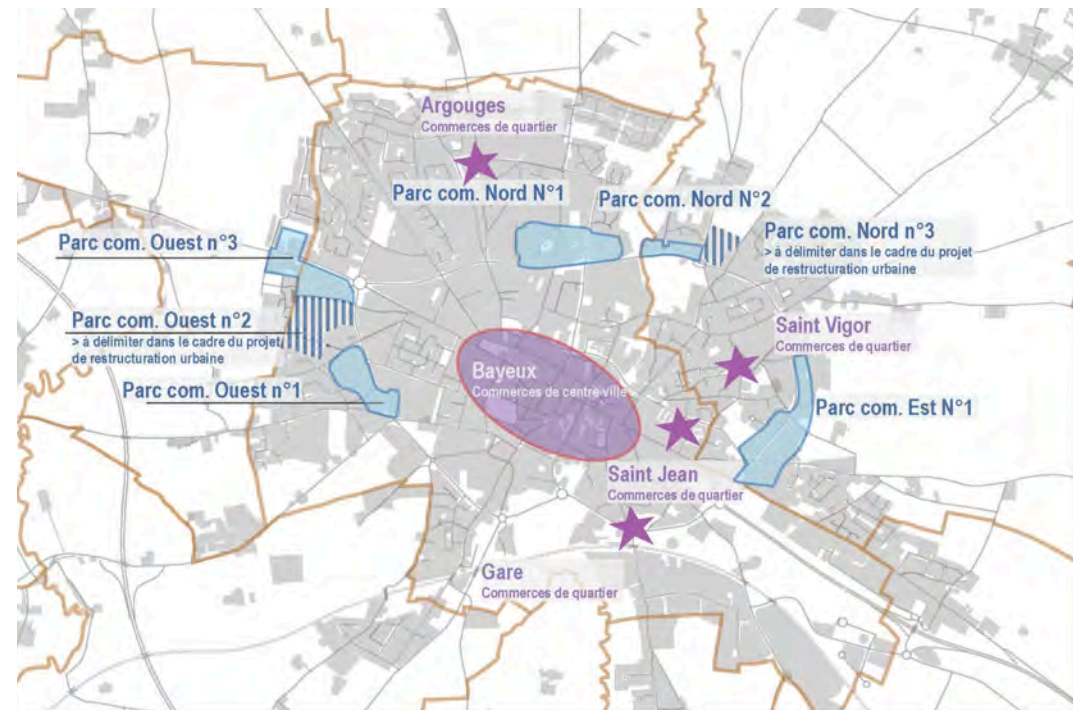 Argouges
Commerces de quartier
Parc com. Nord N°1
Parc com. Nord N°2
Parc com. Nord n°3
> à délimiter dans le cadre du projet
de restructuration urbaine
Parc com. Ouest n°3
Parc com. Ouest n°2
> à délimiter dans le cadre du projet
de restructuration urbaine
Parc com. Ouest n°1
Bayeux
Commerces de centre-ville
Saint Vigor
Commerces de quartier
Parc com. Est N°1
Saint Jean
Commerces de quartier
Gare
Commerces de quartier